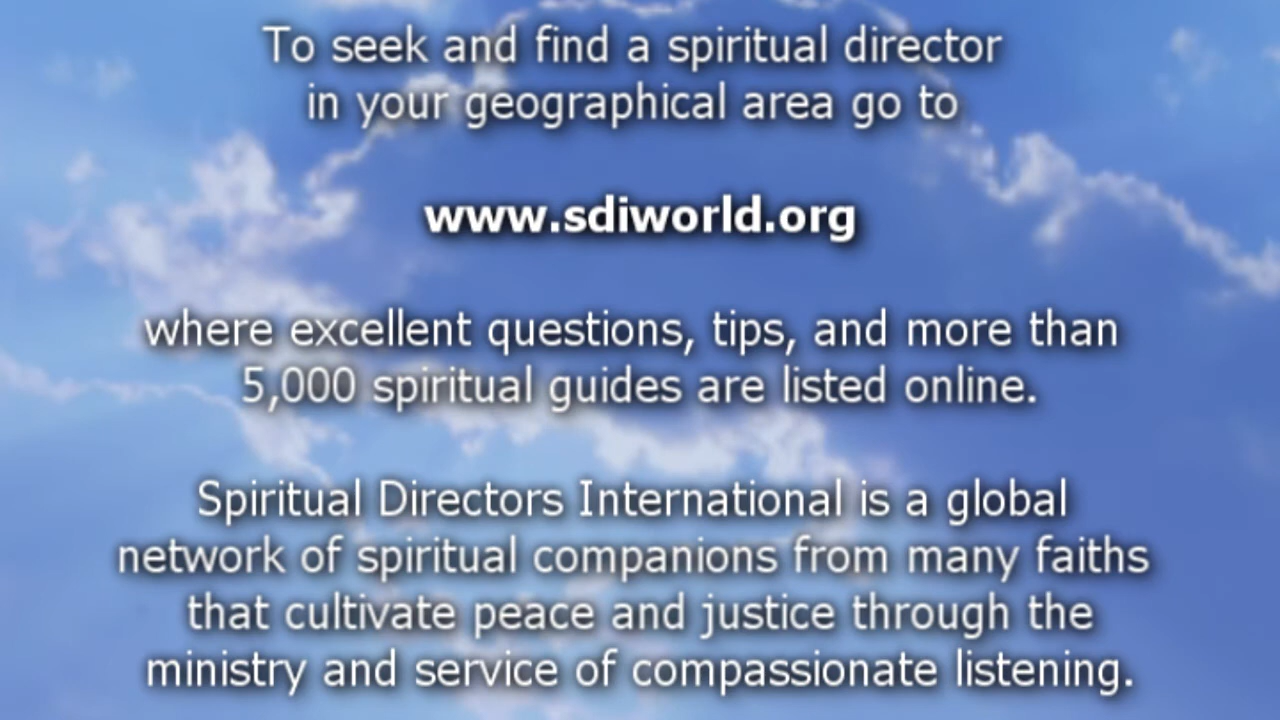 To seek and find a spiritual director
in your geographical area go to
www.sdiworld.org
where excellent questions, tips, and more than
5,000 spiritual guides are listed online.
Spiritual Directors International is a global
network of spiritual companions from many faiths
that cultivate peace and justice through the
ministry and service of compassionate listening.